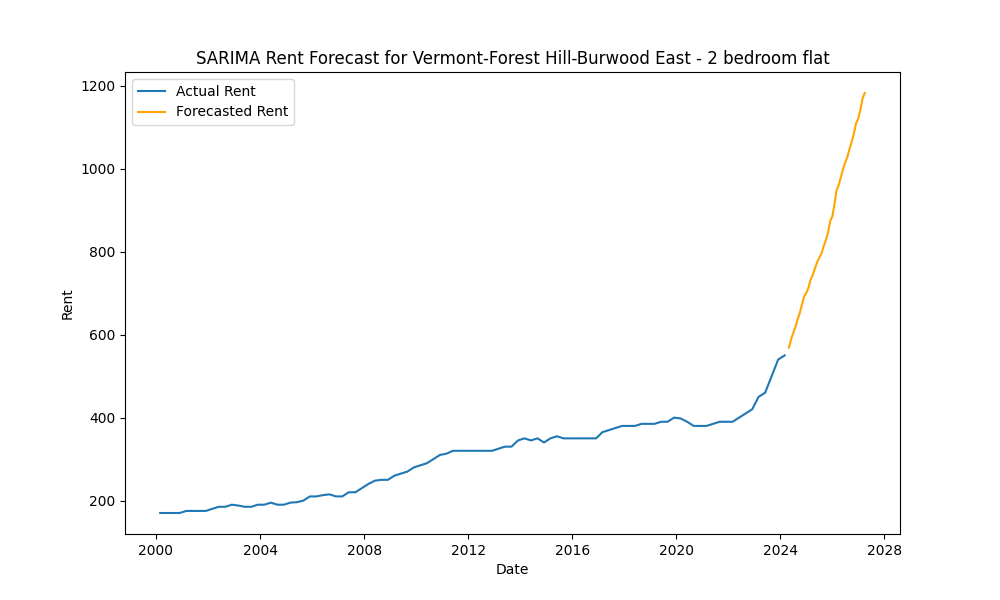 SARIMA Rent Forecast for Vermont-Forest Hill-Burwood East - 2 bedroom flat
Actual Rent
Forecasted Rent
1200
1000
800
600
400
200
Rent
2000 2004 2008 2012 2016 2020 2024 2028
Date